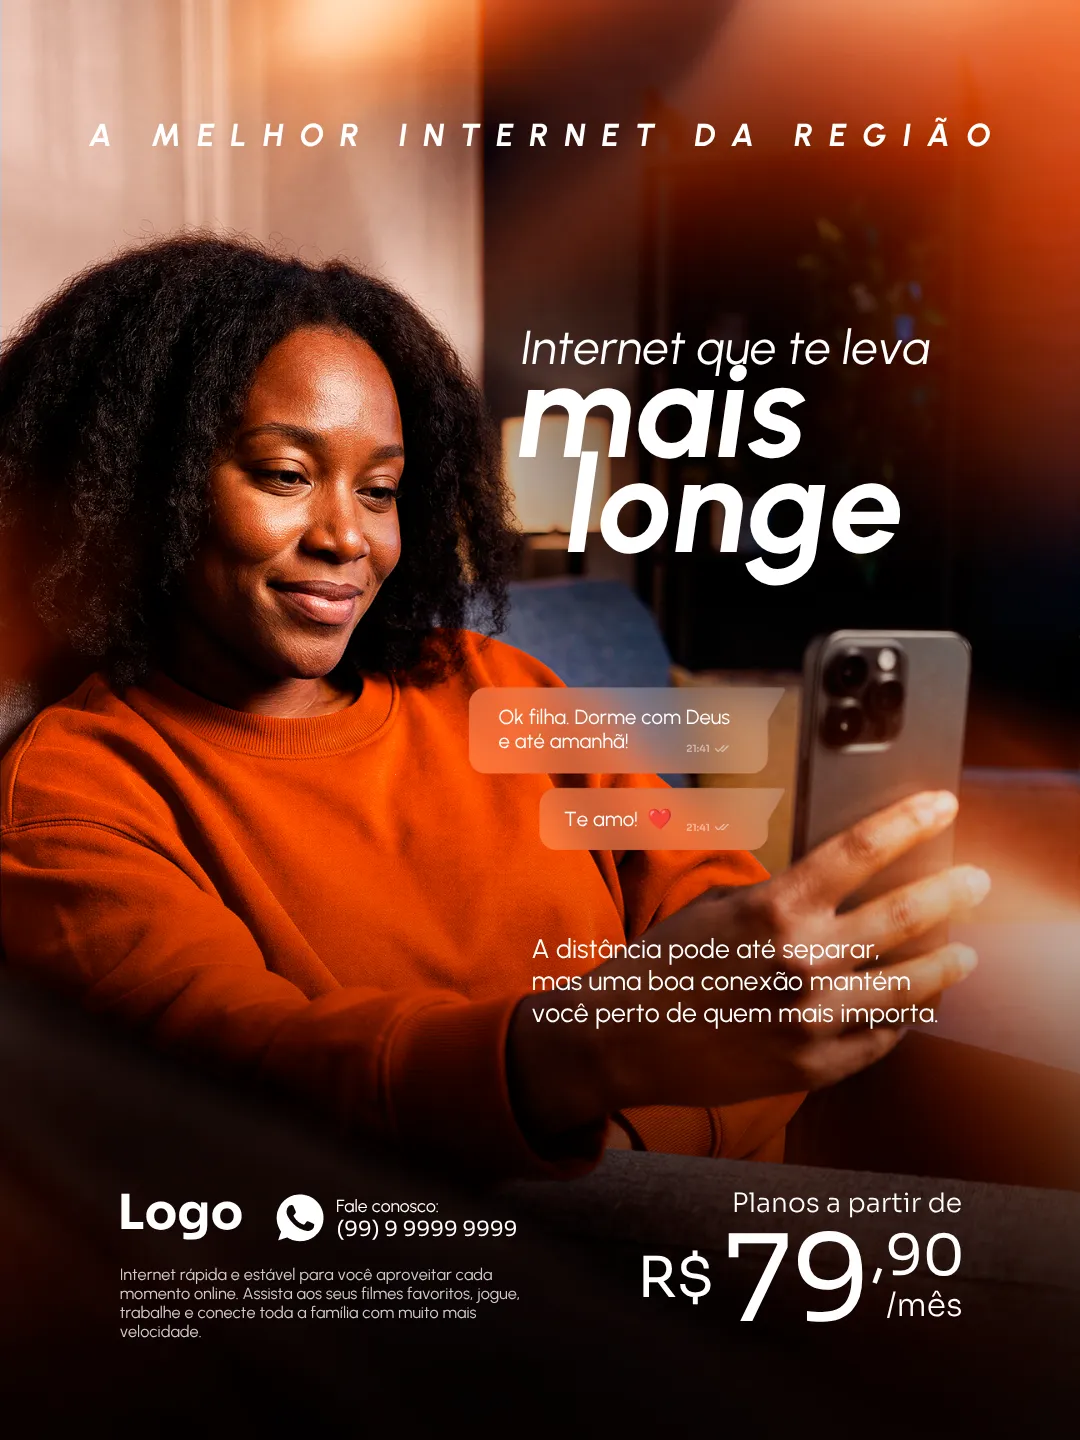 A MELHOR INTERNET DA REGIÃO
Internet que te leva
mais
longe
Ok filha. Dorme com Deus
e até amanhã!
21:41
Te amo! ❤️
21:41
A distância pode até separar,
mas uma boa conexão mantém
você perto de quem mais importa.
Logo
Fale conosco:
(99) 9 9999 9999
Internet rápida e estável para você aproveitar cada
momento online. Assista aos seus filmes favoritos, jogue,
trabalhe e conecte toda a família com muito mais
velocidade.
Planos a partir de
R$ 79,90
/mês